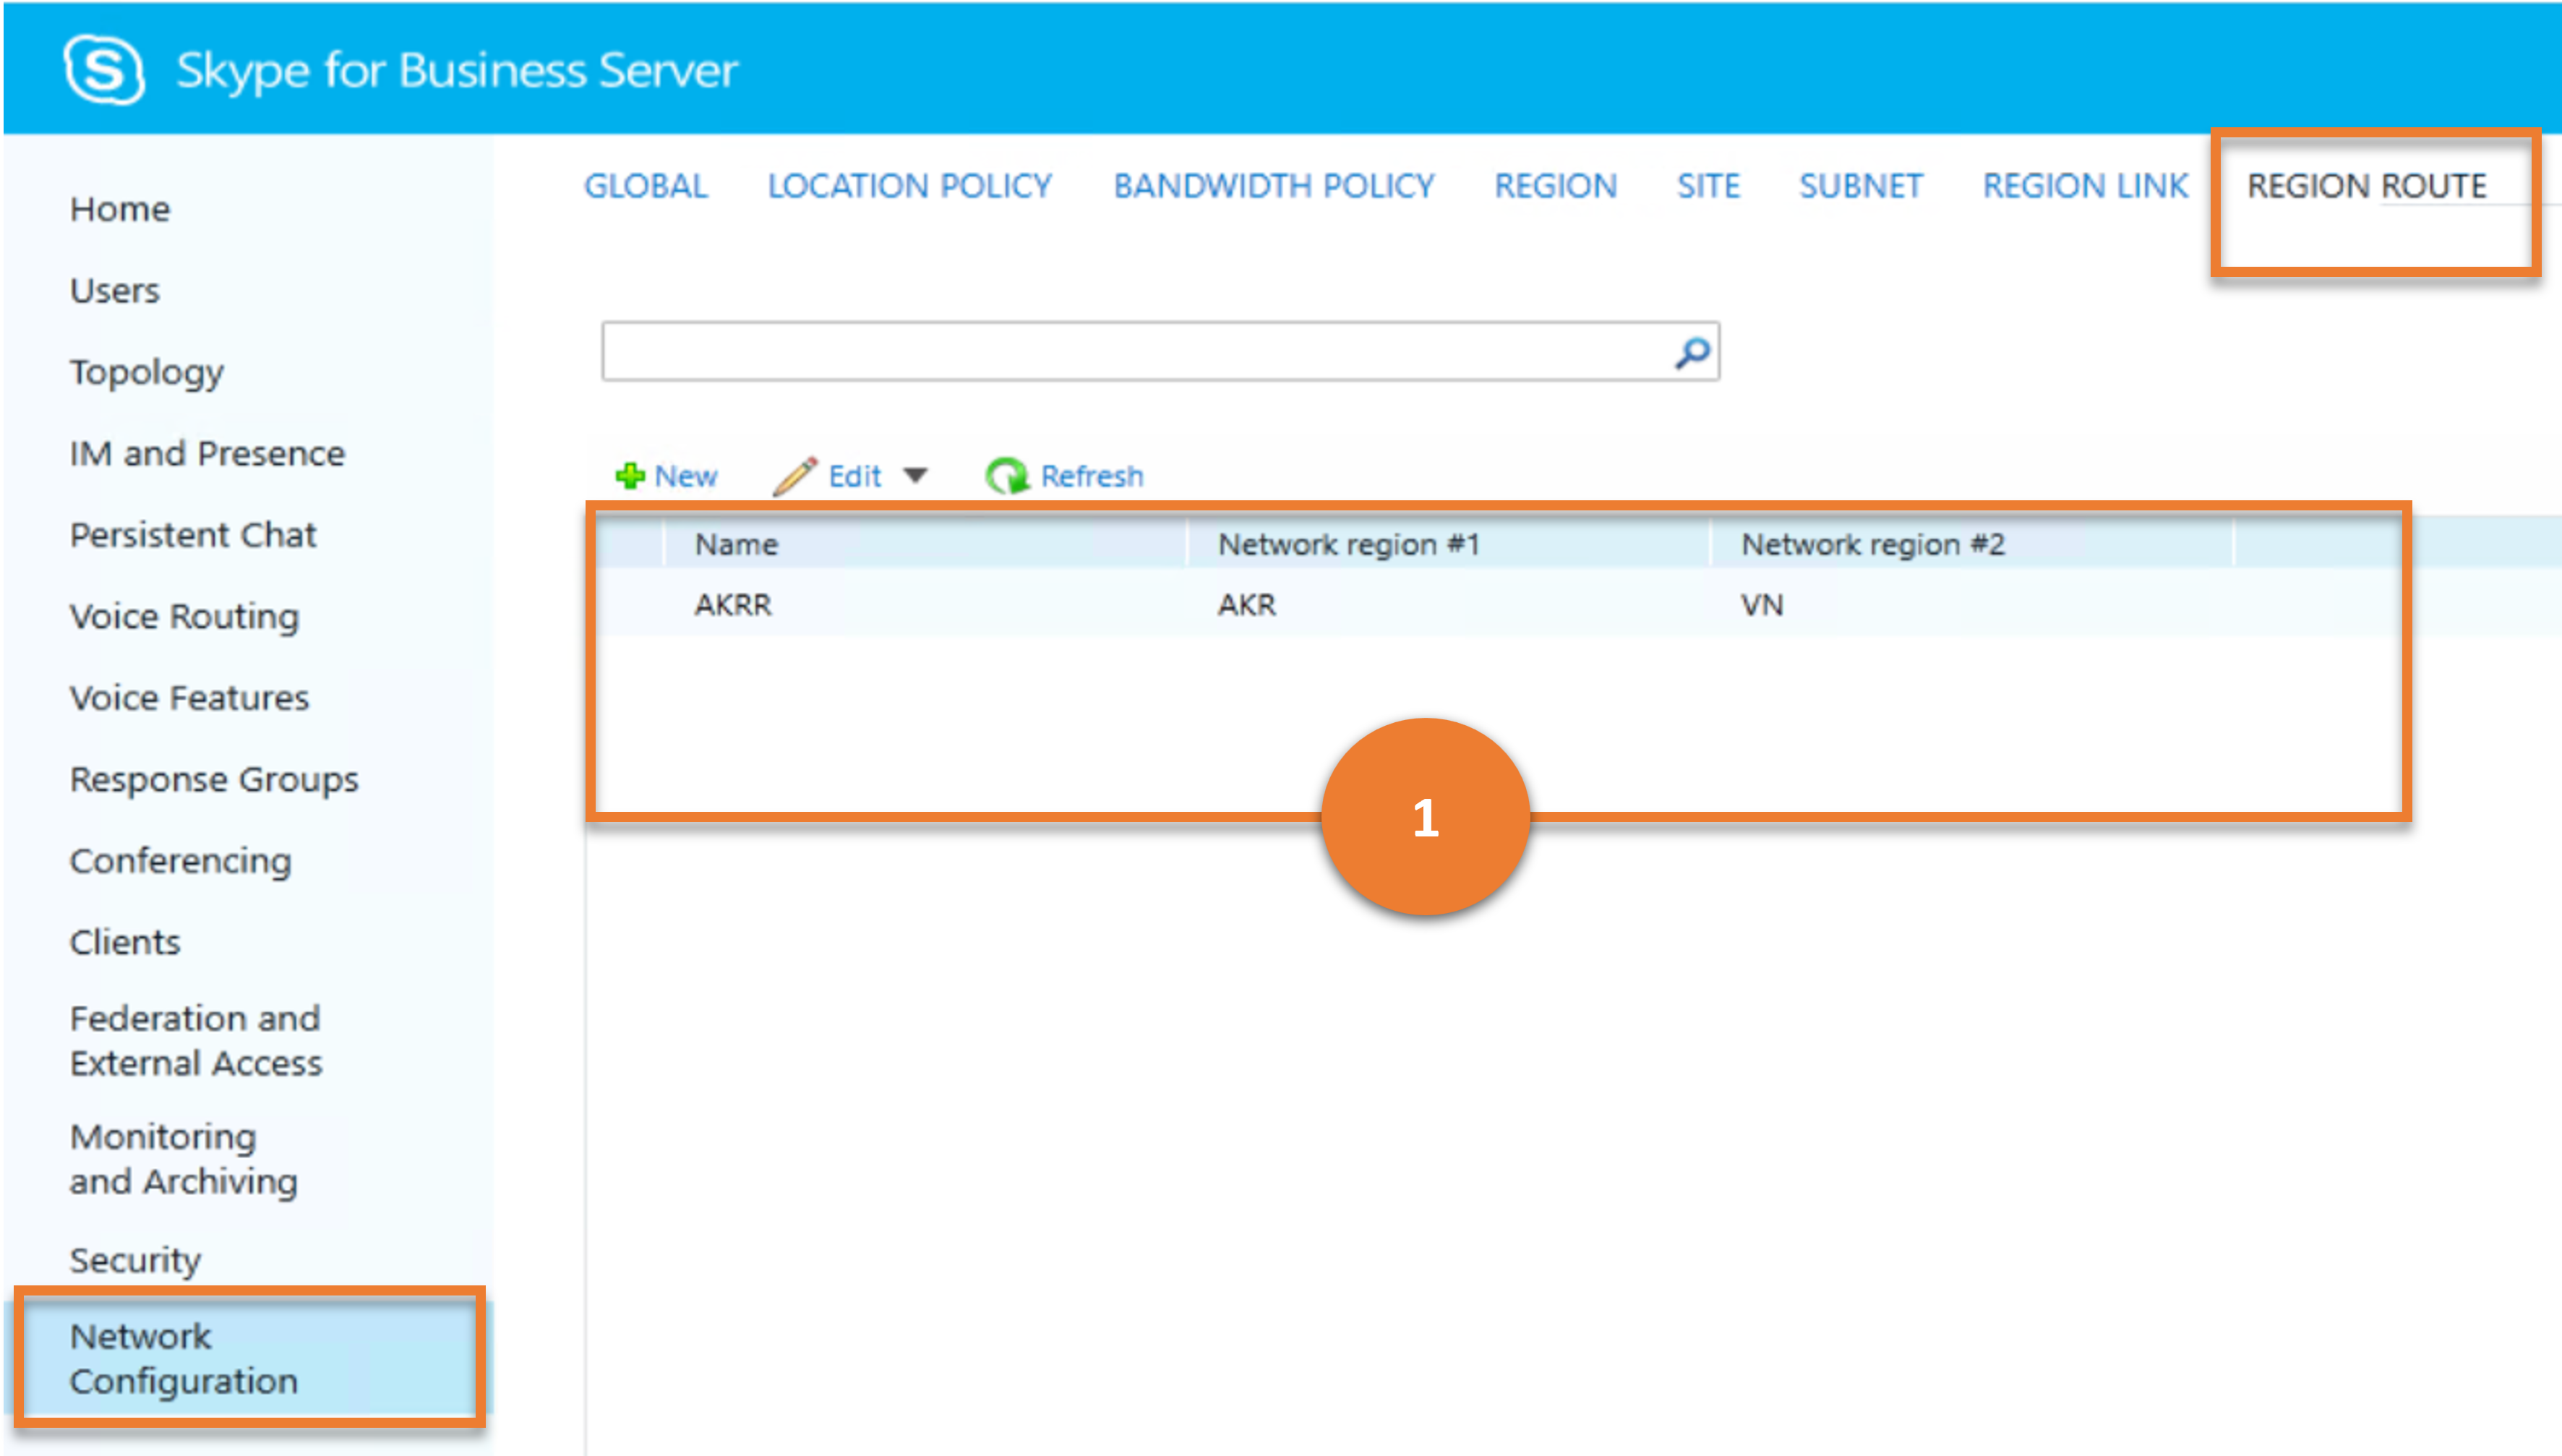 Skype for Business Server
Home
Users
Topology
IM and Presence
Persistent Chat
Voice Routing
Voice Features
Response Groups
Conferencing
Clients
Federation and
External Access
Monitoring
and Archiving
Security
Network
Configuration
GLOBAL LOCATION POLICY BANDWIDTH POLICY REGION SITE SUBNET REGION LINK REGION ROUTE
New Edit Refresh
Name Network region #1 Network region #2
AKRR AKR VN
1